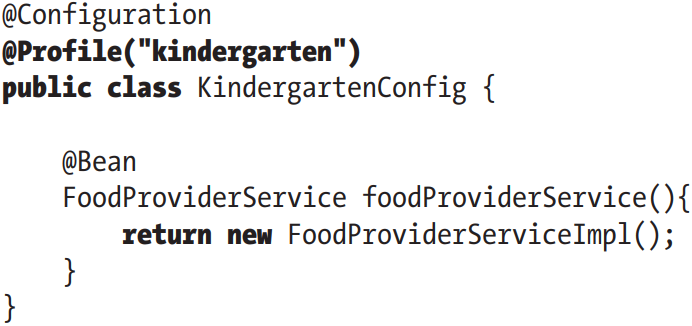 @Configuration
@Profile("kindergarten")
public class KindergartenConfig {
@Bean
FoodProviderService foodProviderService(){
return new FoodProviderServiceImpl();
}
}